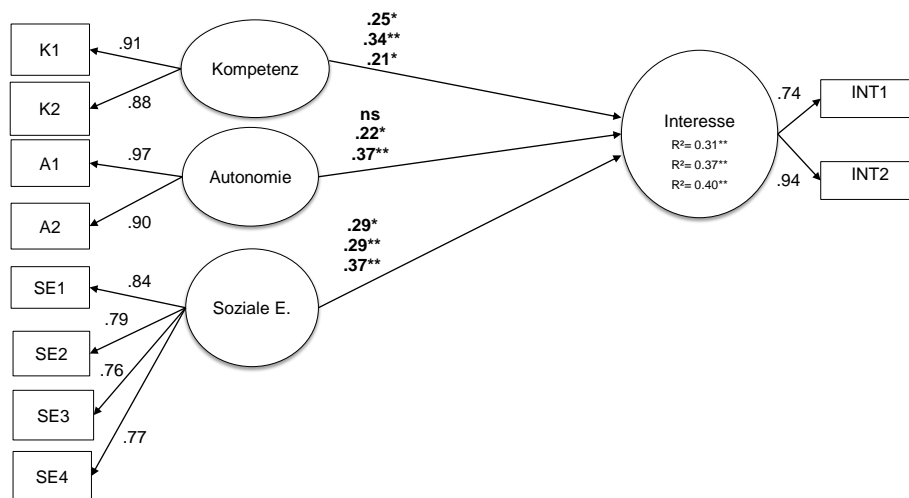 K1
.91
K2
.88
Kompetenz
.25*
.34**
.21*
A1
.97
A2
.90
Autonomie
ns
.22*
.37**
SE1
.84
SE2
.79
SE3
.76
SE4
.77
Soziale E.
.29*
.29**
.37**
Interesse
R²= 0.31**
R²= 0.37**
R²= 0.40**
.74
INT1
.94
INT2